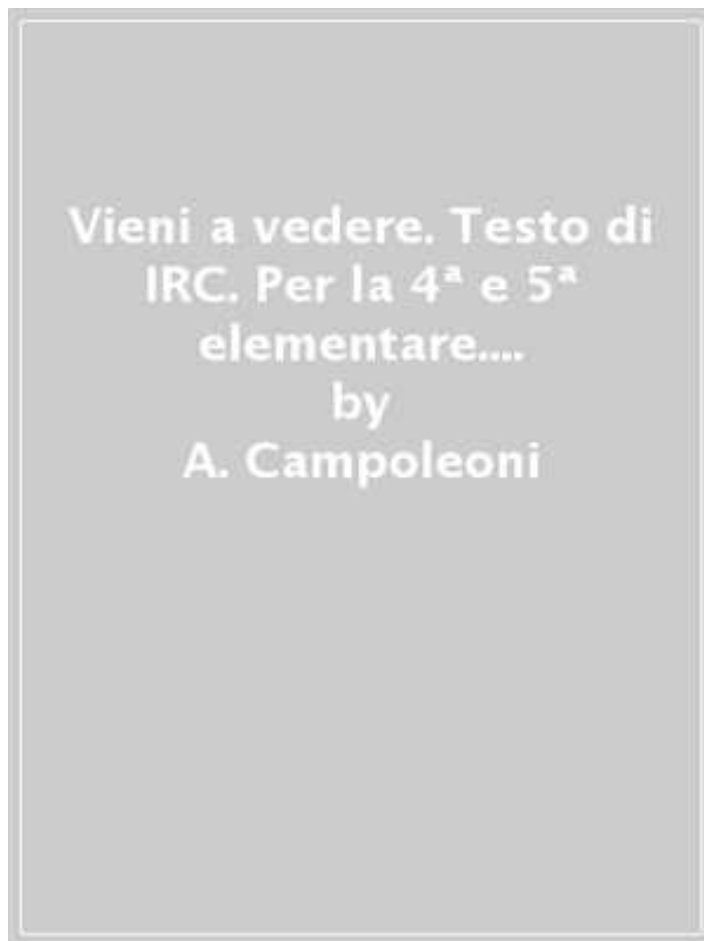 Vieni a vedere. Testo di
IRC. Per la 4ª e 5ª
elementare....
by
A. Campoleoni